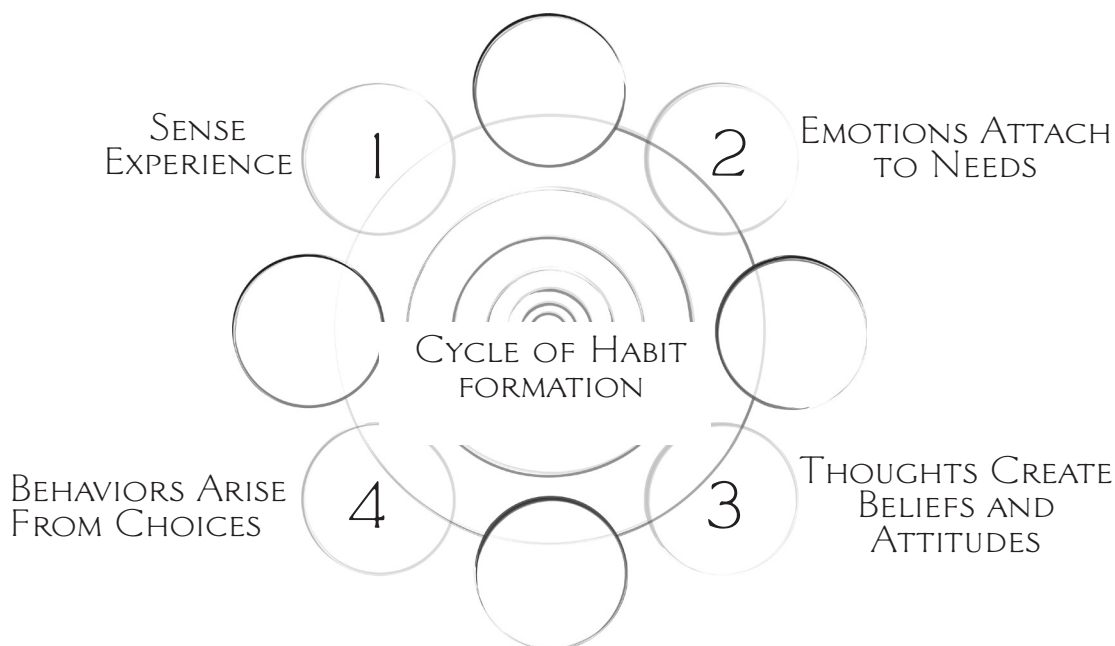 Sense
Experience
1
2
Emotions Attach
to Needs
Cycle of Habit
formation
Behaviors Arise
From Choices
4
3
Thoughts Create
Beliefs and
Attitudes